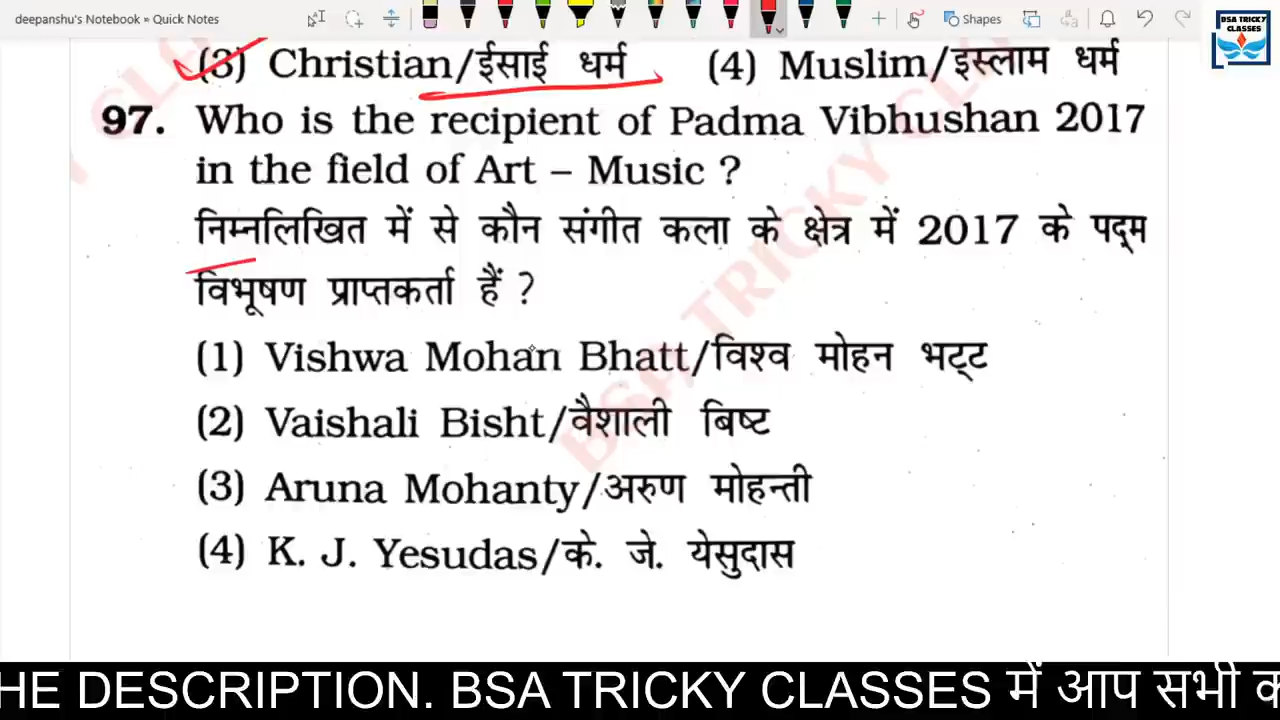 deepanshu's Notebook » Quick Notes
Shapes
BSA TRICKY CLASSES
(3) Christian/ईसाई धर्म (4) Muslim/इस्लाम धर्म
97. Who is the recipient of Padma Vibhushan 2017
in the field of Art – Music ?
निम्नलिखित में से कौन संगीत कला के क्षेत्र में 2017 के पद्म
विभूषण प्राप्तकर्ता हैं ?
(1) Vishwa Mohan Bhatt/विश्व मोहन भट्ट
(2) Vaishali Bisht/वैशाली बिष्ट
(3) Aruna Mohanty/अरुण मोहन्ती
(4) K. J. Yesudas/के. जे. येसुदास
BSA TRICKY CL
HE DESCRIPTION. BSA TRICKY CLASSES में आप सभी क